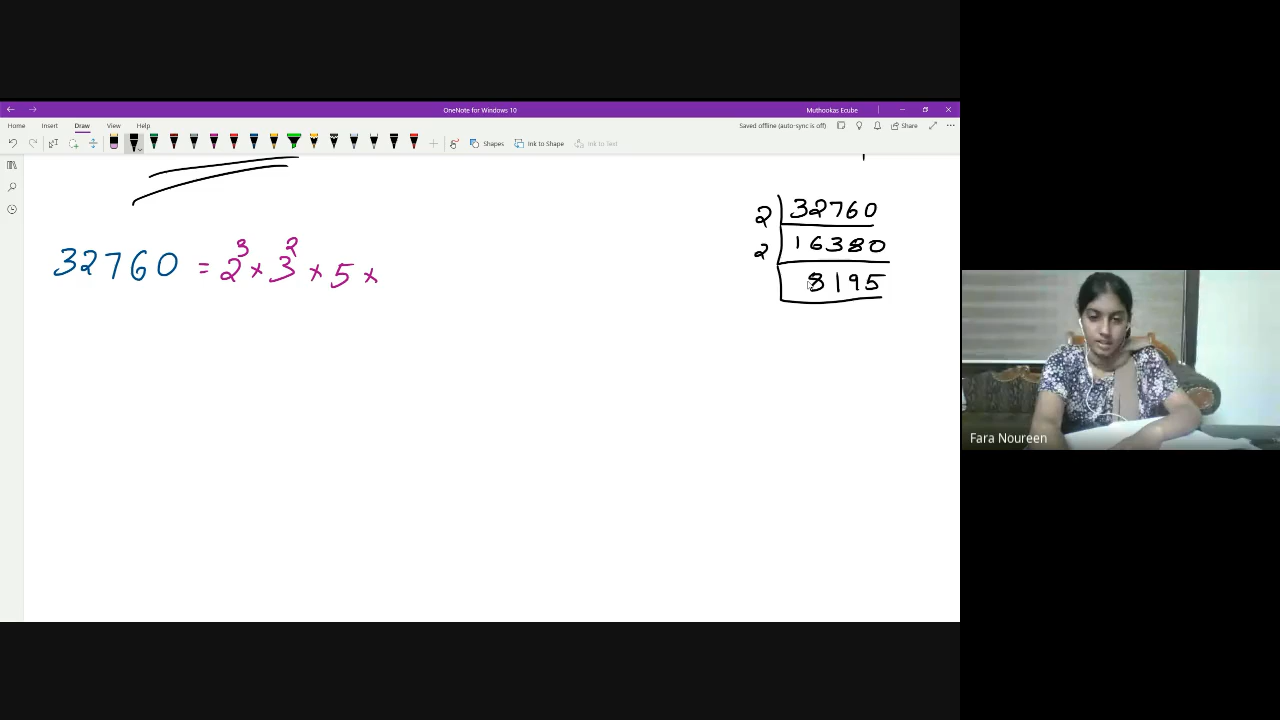 OneNote for Windows 10
Muthookas Ecube
Home Insert Draw View Help
Saved offline (auto-sync is off)
Share
Shapes
Ink to Shape
Ink to Text
2 32760
2 16380
8195
32760 = 2³ × 3² × 5 ×
Fara Noureen